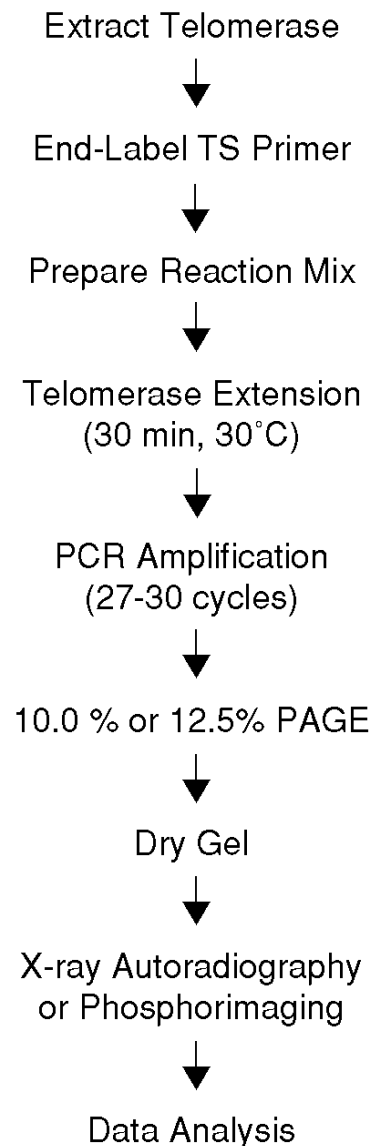 Extract Telomerase
End-Label TS Primer
Prepare Reaction Mix
Telomerase Extension
(30 min, 30°C)
PCR Amplification
(27-30 cycles)
10.0 % or 12.5% PAGE
Dry Gel
X-ray Autoradiography
or Phosphorimaging
Data Analysis